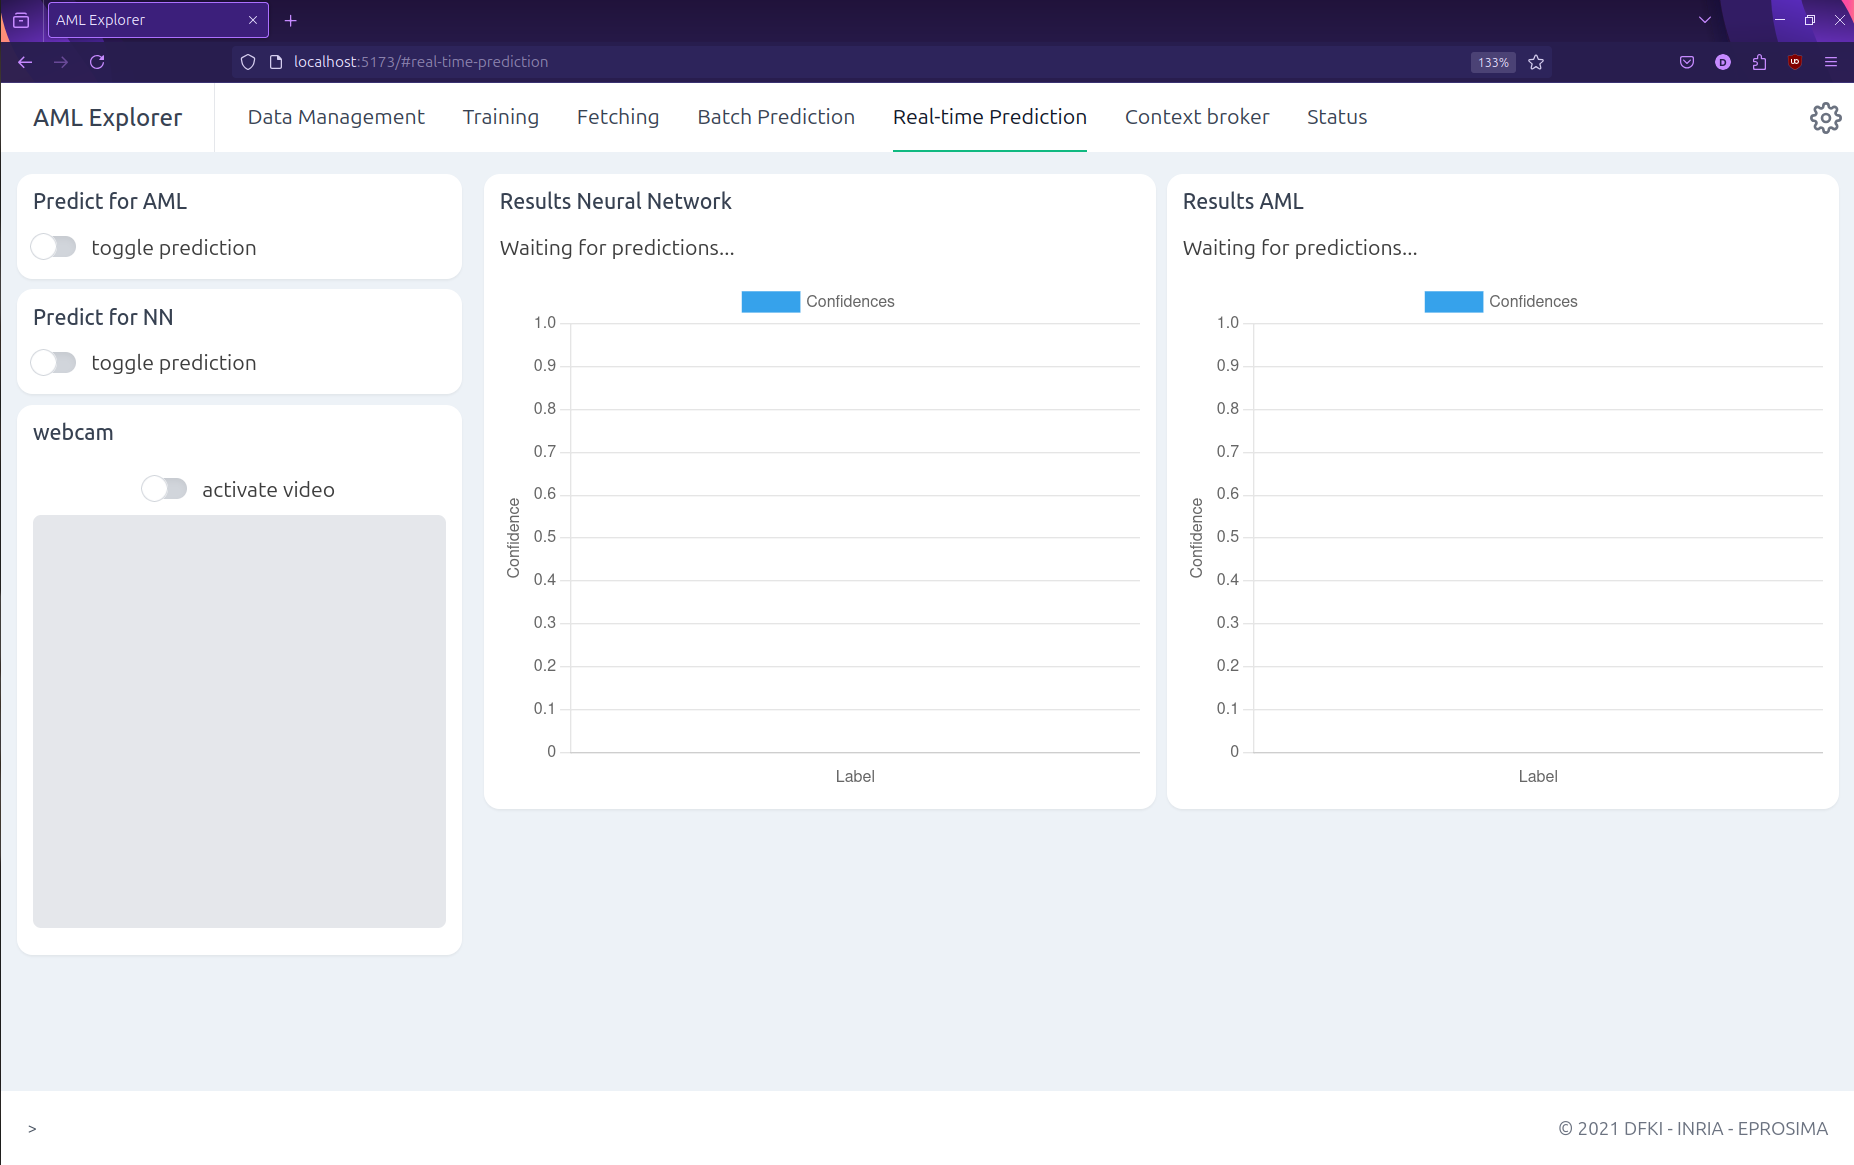 AML Explorer
localhost:5173/#real-time-prediction
133%
D
AML Explorer
Data Management
Training
Fetching
Batch Prediction
Real-time Prediction
Context broker
Status
Predict for AML
toggle prediction
Predict for NN
toggle prediction
webcam
activate video
Results Neural Network
Waiting for predictions...
Confidences
1.0
0.9
0.8
0.7
0.6
0.5
0.4
0.3
0.2
0.1
0
Confidence
Label
Results AML
Waiting for predictions...
Confidences
1.0
0.9
0.8
0.7
0.6
0.5
0.4
0.3
0.2
0.1
0
Confidence
Label
>
© 2021 DFKI - INRIA - EPROSIMA